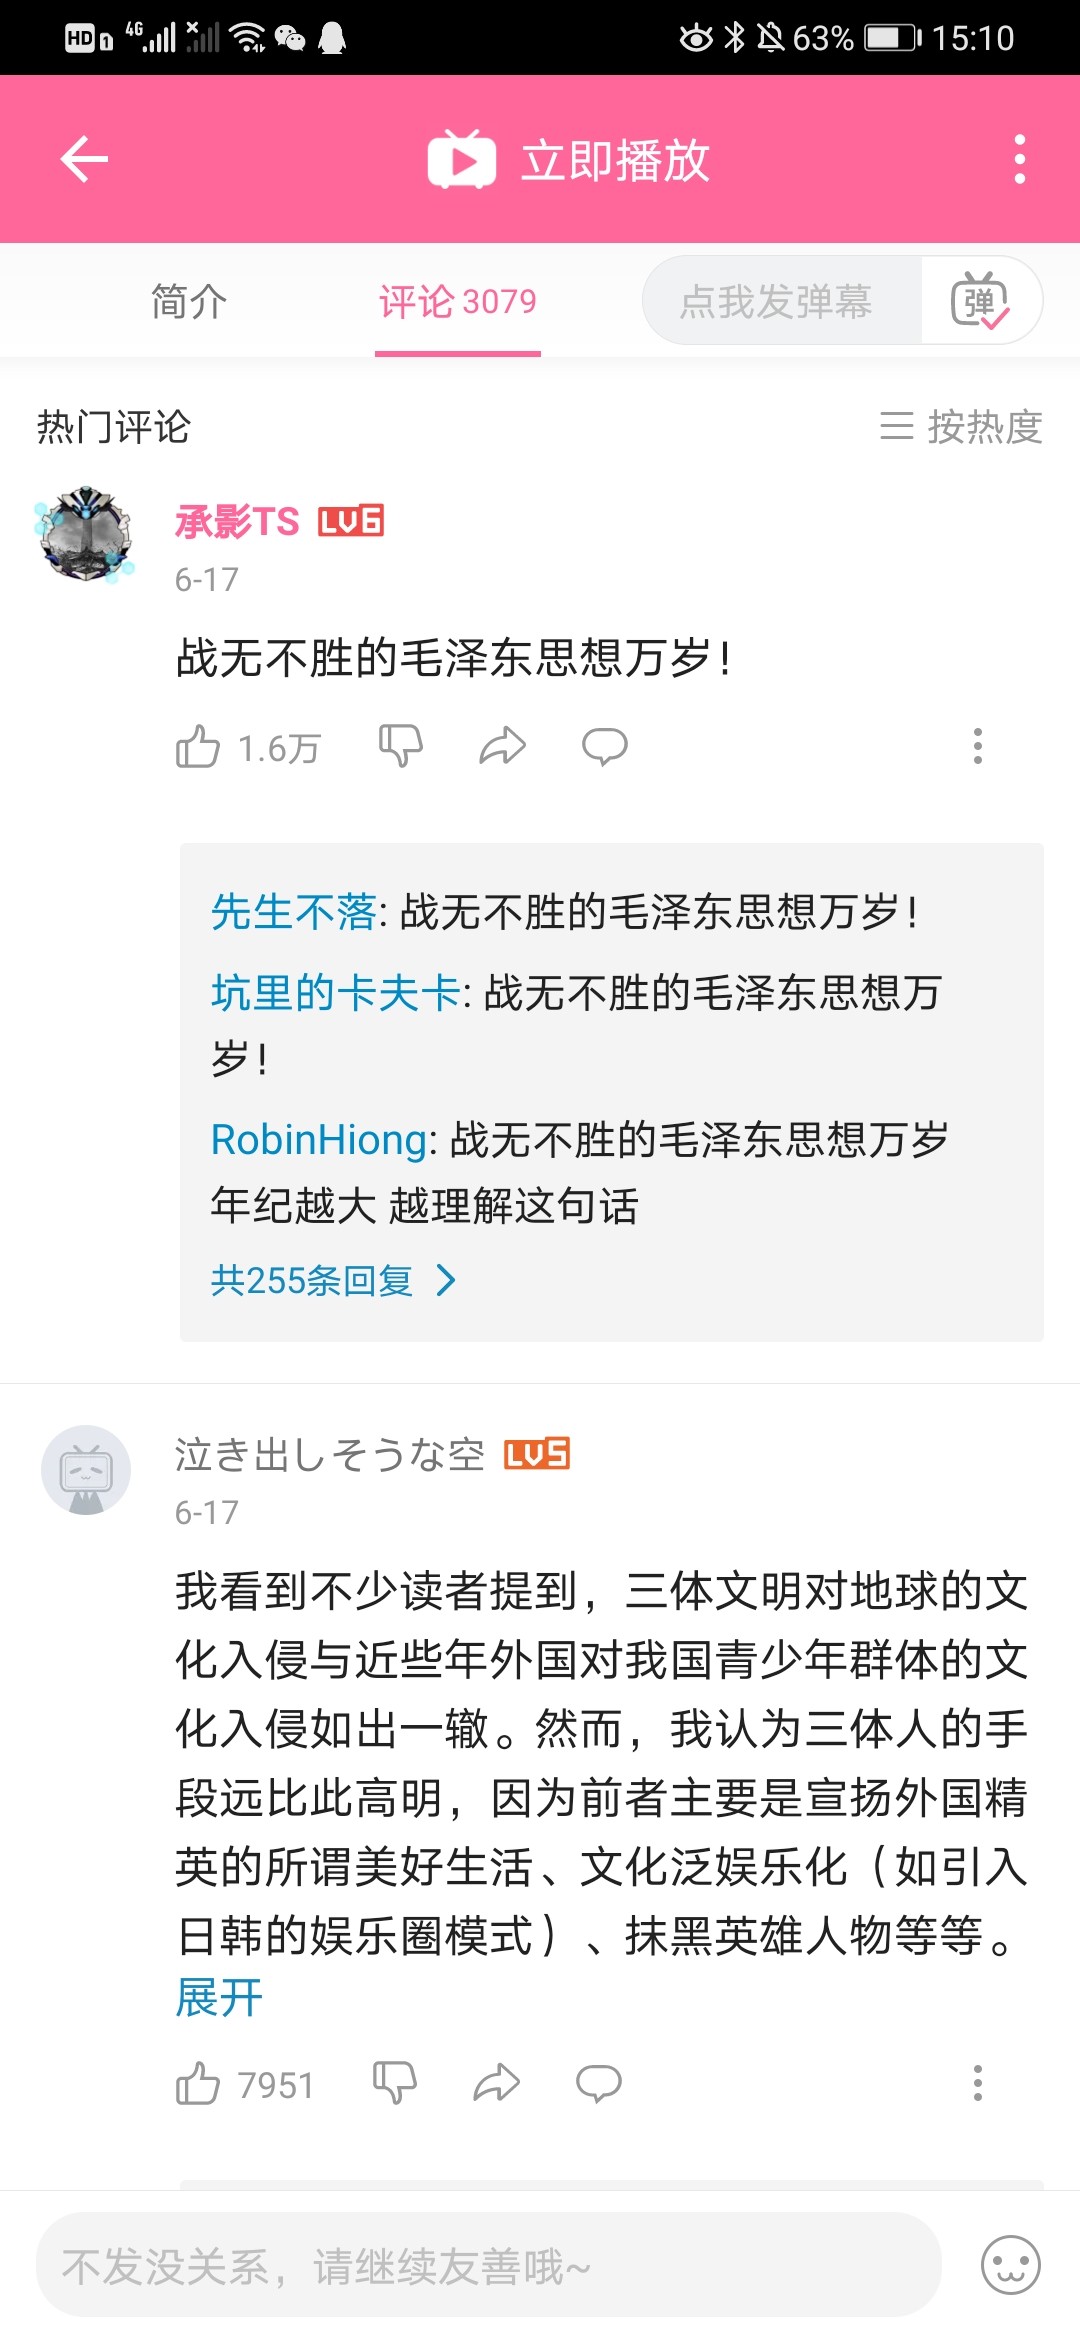 HD 1 4G 63% 15:10
立即播放
简介 评论 3079 点我发弹幕 弹
热门评论 按热度
承影TS LV6
6-17
战无不胜的毛泽东思想万岁!
1.6万
先生不落: 战无不胜的毛泽东思想万岁!
坑里的卡夫卡: 战无不胜的毛泽东思想万
岁!
RobinHiong: 战无不胜的毛泽东思想万岁
年纪越大 越理解这句话
共255条回复
泣き出しそうな空 LV5
6-17
我看到不少读者提到，三体文明对地球的文
化入侵与近些年外国对我国青少年群体的文
化入侵如出一辙。然而，我认为三体人的手
段远比此高明，因为前者主要是宣扬外国精
英的所谓美好生活、文化泛娱乐化（如引入
日韩的娱乐圈模式）、抹黑英雄人物等等。
展开
7951
不发没关系，请继续友善哦~